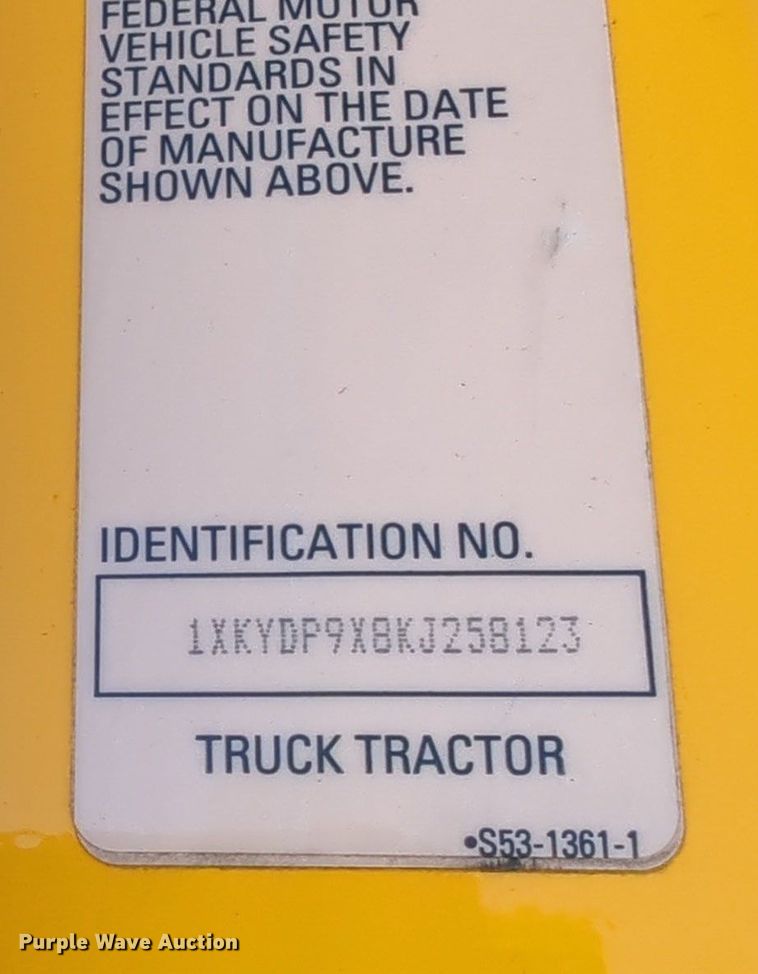 FEDERAL MOTOR
VEHICLE SAFETY
STANDARDS IN
EFFECT ON THE DATE
OF MANUFACTURE
SHOWN ABOVE.
IDENTIFICATION NO.
1XKYDP9X8KJ258123
TRUCK TRACTOR
•S53-1361-1
Purple Wave Auction